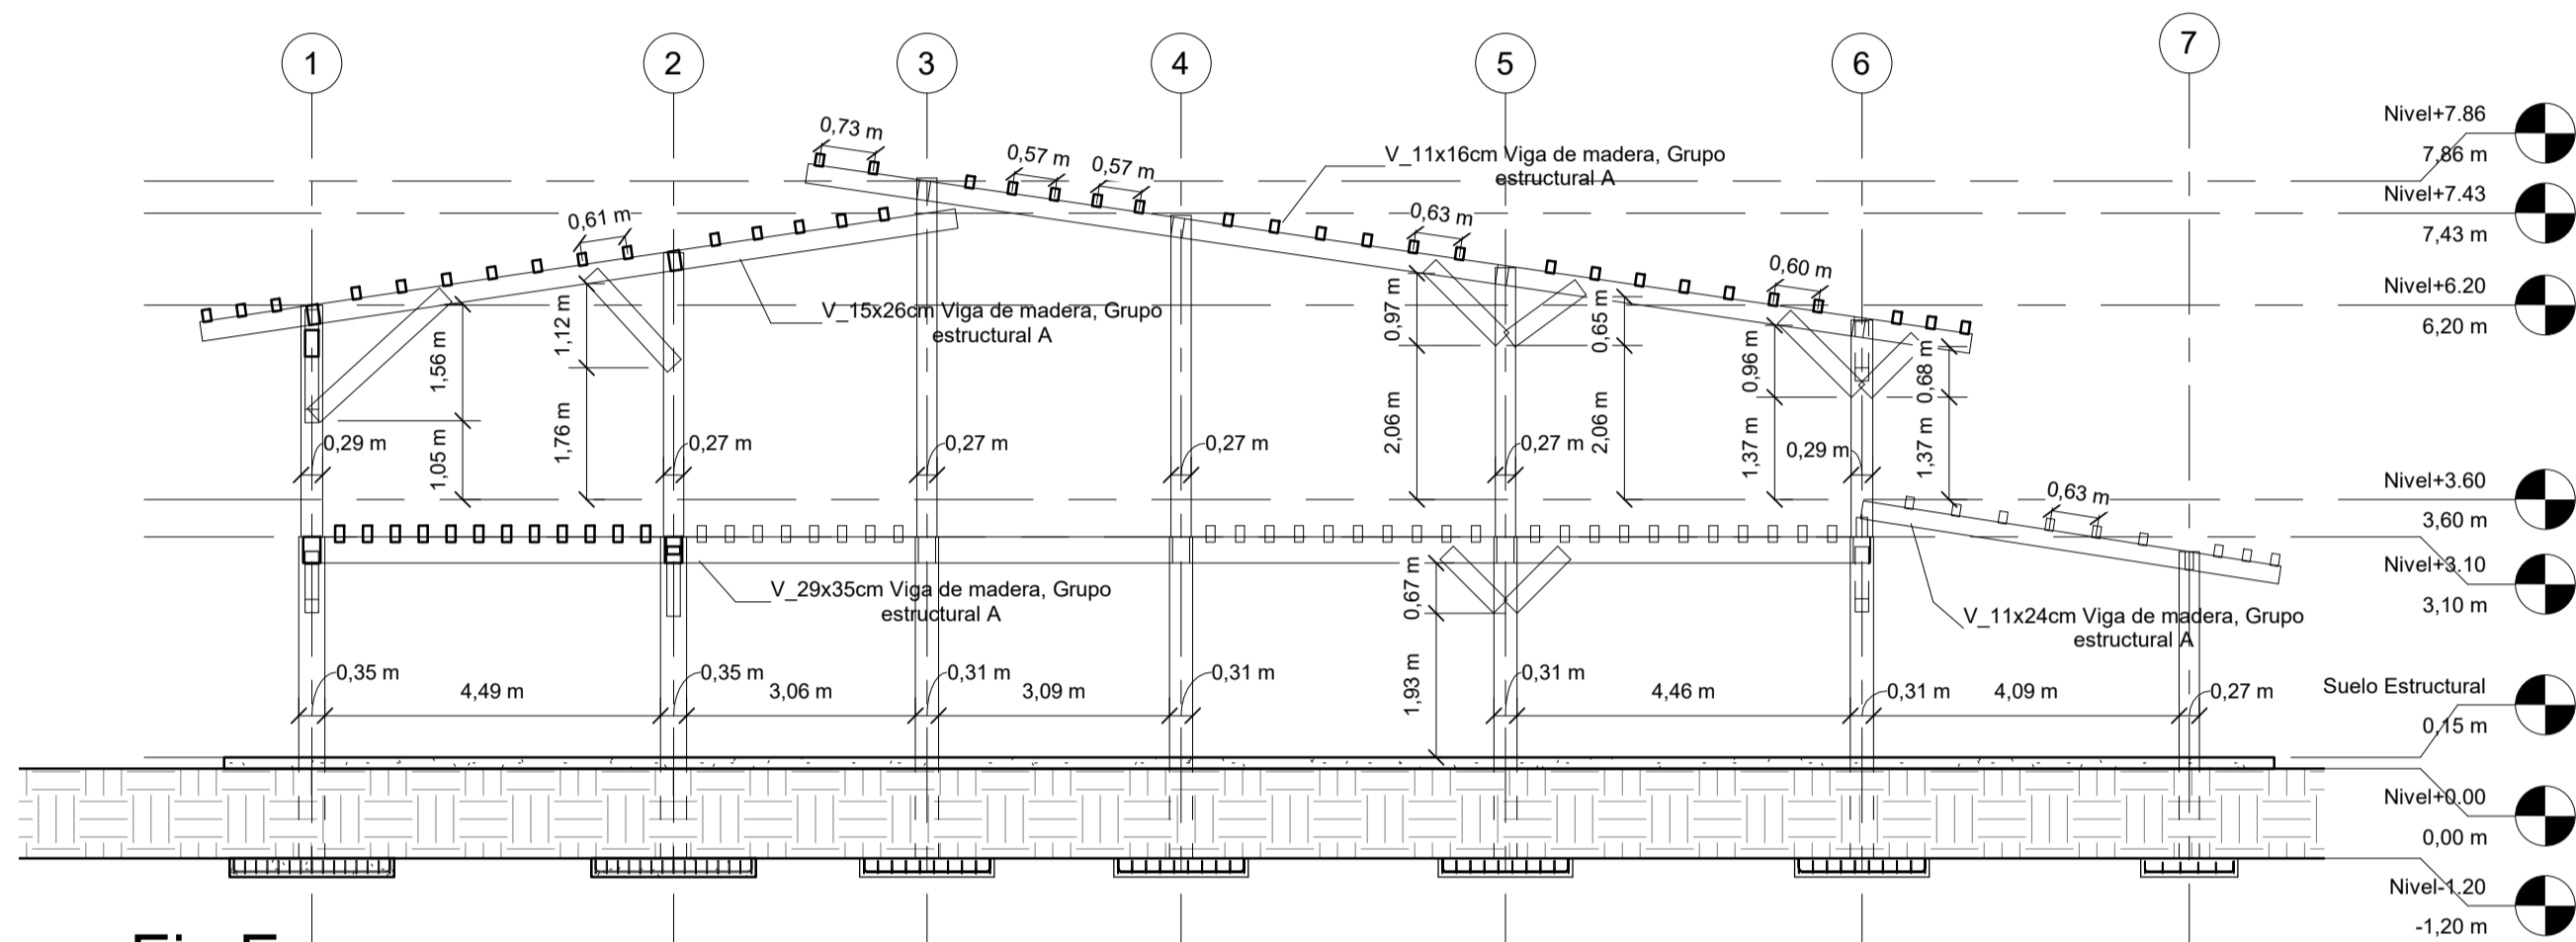 1
2
3
4
5
6
7
Nivel+7.86
7,86 m
Nivel+7.43
7,43 m
Nivel+6.20
6,20 m
Nivel+3.60
3,60 m
Nivel+3.10
3,10 m
Suelo Estructural
0,15 m
Nivel+0.00
0,00 m
Nivel-1.20
-1,20 m
0,73 m
0,57 m
0,57 m
V_11x16cm Viga de madera, Grupo
estructural A
0,61 m
0,63 m
0,60 m
V_15x26cm Viga de madera, Grupo
estructural A
1,56 m
1,12 m
0,97 m
0,65 m
0,96 m
0,68 m
1,05 m
1,76 m
2,06 m
2,06 m
1,37 m
1,37 m
0,29 m
0,27 m
0,27 m
0,27 m
0,27 m
0,29 m
0,63 m
V_29x35cm Viga de madera, Grupo
estructural A
0,67 m
1,93 m
V_11x24cm Viga de madera, Grupo
estructural A
0,35 m
4,49 m
0,35 m
3,06 m
0,31 m
3,09 m
0,31 m
0,31 m
4,46 m
0,31 m
4,09 m
0,27 m